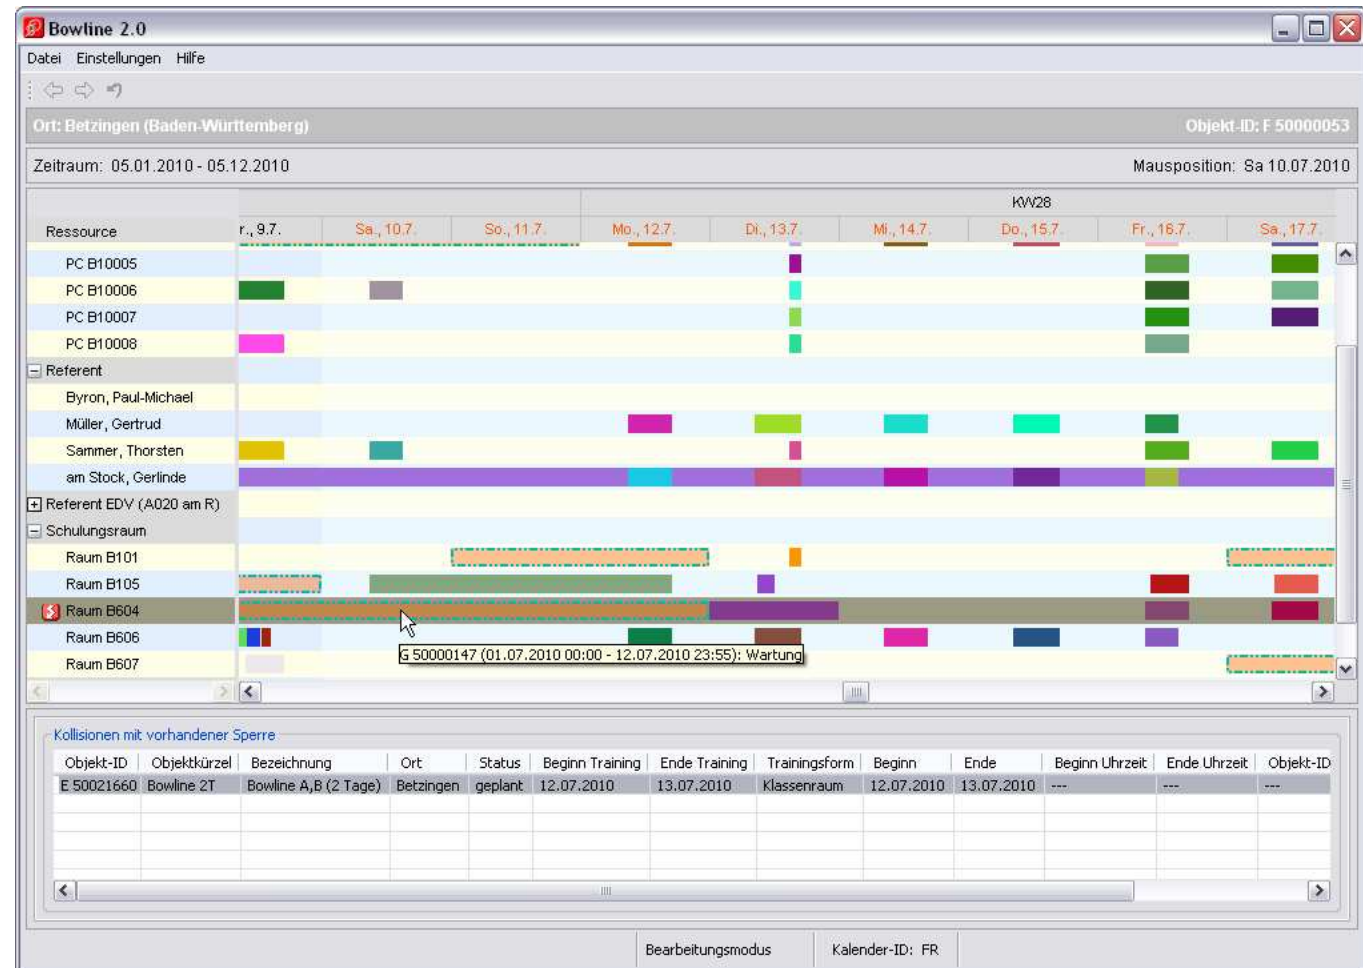 Bowline 2.0
Datei Einstellungen Hilfe
Ort: Betzingen (Baden-Württemberg) Objekt-ID: F 50000053
Zeitraum: 05.01.2010 - 05.12.2010 Mausposition: Sa 10.07.2010
KW28
Ressource r., 9.7. Sa., 10.7. So., 11.7. Mo., 12.7. Di., 13.7. Mi., 14.7. Do., 15.7. Fr., 16.7. Sa., 17.7.
PC B10005
PC B10006
PC B10007
PC B10008
Referent
Byron, Paul-Michael
Müller, Gertrud
Sammer, Thorsten
am Stock, Gerlinde
Referent EDV (A020 am R)
Schulungsraum
Raum B101
Raum B105
Raum B604
Raum B606
G 50000147 (01.07.2010 00:00 - 12.07.2010 23:55): Wartung
Raum B607
Kollisionen mit vorhandener Sperre
Objekt-ID Objektkürzel Bezeichnung Ort Status Beginn Training Ende Training Trainingsform Beginn Ende Beginn Uhrzeit Ende Uhrzeit Objekt-ID
E 50021660 Bowline 2T Bowline A,B (2 Tage) Betzingen geplant 12.07.2010 13.07.2010 Klassenraum 12.07.2010 13.07.2010 --- --- ---
Bearbeitungsmodus Kalender-ID: FR